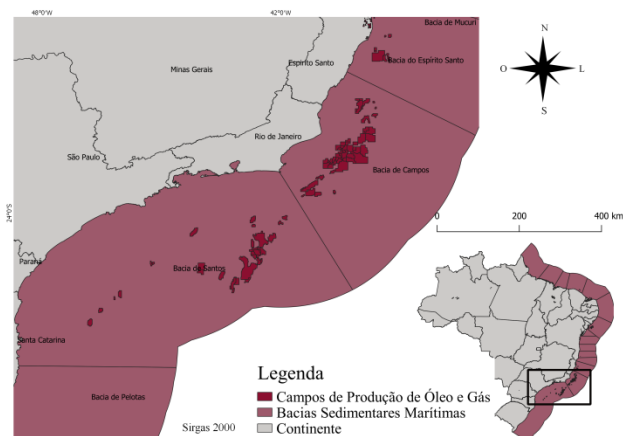 48°0'O
42°0'O
Bacia de Mucuri
N
Espírito Santo
Bacia do Espírito Santo
Minas Gerais
O
L
S
Rio de Janeiro
São Paulo
Bacia de Campos
24°0'S
0
200
400 km
Paraná
Bacia de Santos
Santa Catarina
Legenda
Campos de Produção de Óleo e Gás
Bacia de Pelotas
Bacias Sedimentares Marítimas
Sirgas 2000
Continente